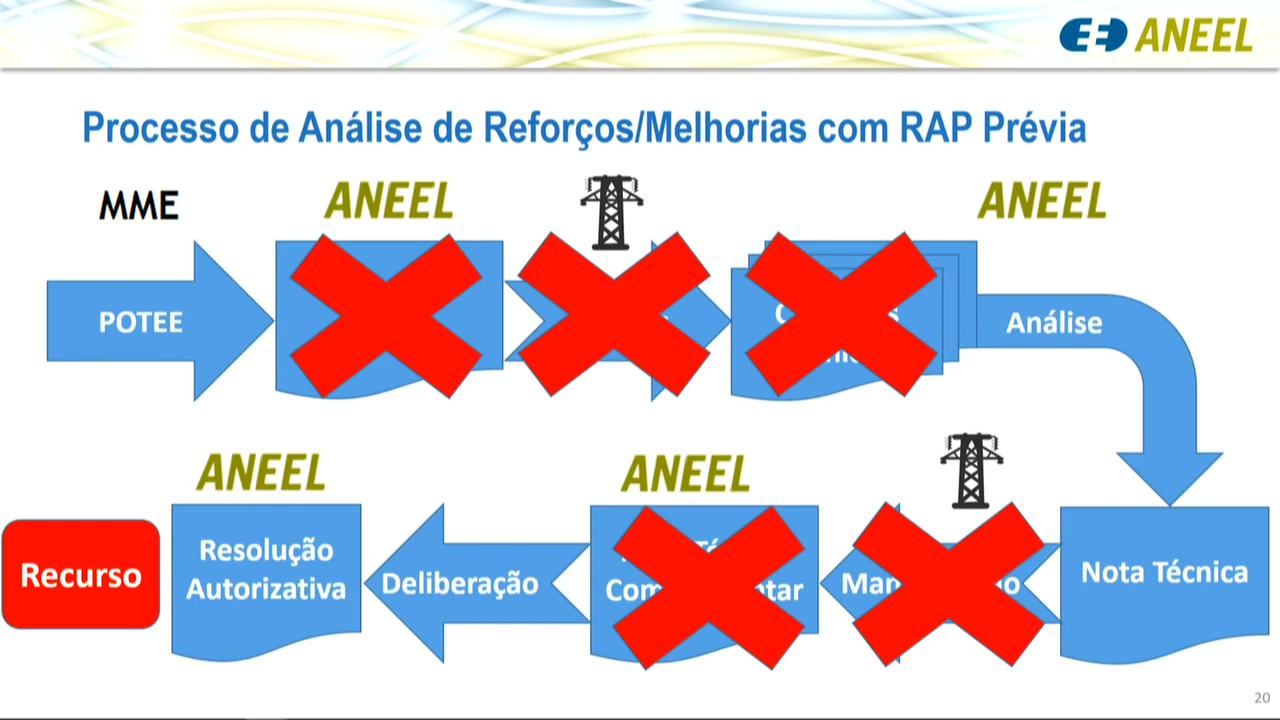 ANEEL
Processo de Análise de Reforços/Melhorias com RAP Prévia
MME
ANEEL
ANEEL
POTEE
Análise
ANEEL
ANEEL
Recurso
Resolução
Autorizativa
Deliberação
Nota Técnica
20